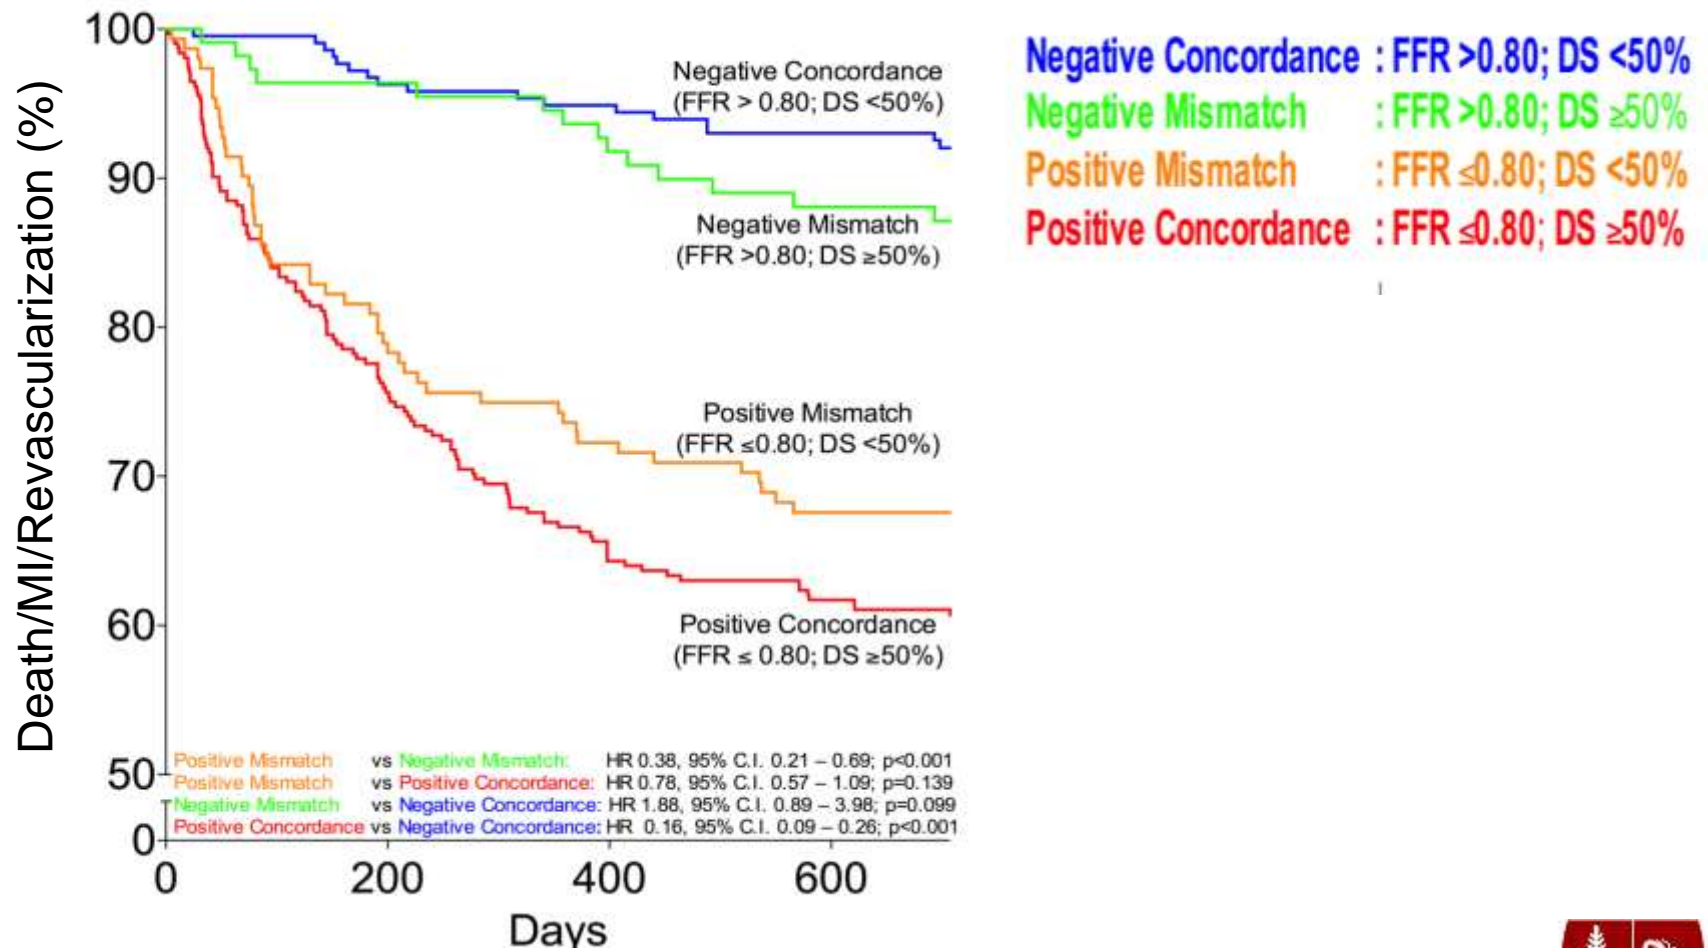 Death/MI/Revascularization (%)
100
90
80
70
60
50
0
0 200 400 600
Days
Negative Concordance
(FFR > 0.80; DS <50%)
Negative Mismatch
(FFR >0.80; DS ≥50%)
Positive Mismatch
(FFR ≤0.80; DS <50%)
Positive Concordance
(FFR ≤ 0.80; DS ≥50%)
Positive Mismatch vs Negative Mismatch: HR 0.38, 95% C.I. 0.21 – 0.69; p<0.001
Positive Mismatch vs Positive Concordance: HR 0.78, 95% C.I. 0.57 – 1.09; p=0.139
Negative Mismatch vs Negative Concordance: HR 1.88, 95% C.I. 0.89 – 3.98; p=0.099
Positive Concordance vs Negative Concordance: HR 0.16, 95% C.I. 0.09 – 0.26; p<0.001
Negative Concordance : FFR >0.80; DS <50%
Negative Mismatch : FFR >0.80; DS ≥50%
Positive Mismatch : FFR ≤0.80; DS <50%
Positive Concordance : FFR ≤0.80; DS ≥50%